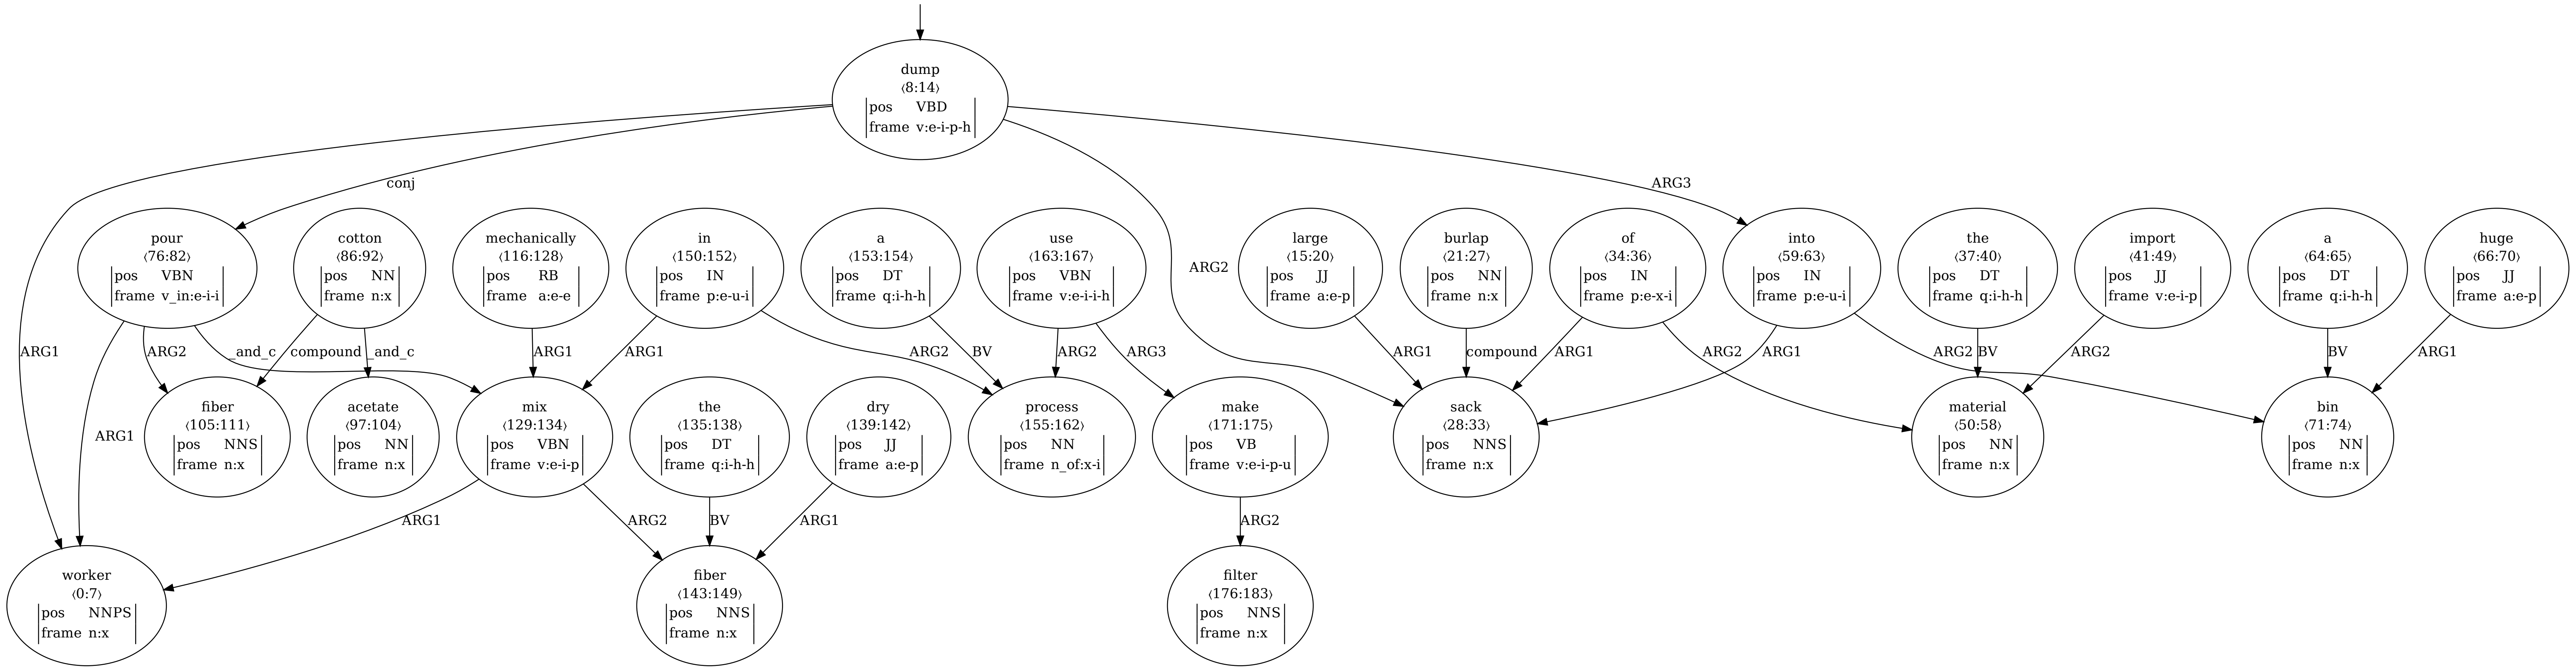 dump
⟨8:14⟩
pos VBD
frame v:e-i-p-h
ARG1
conj
ARG2
ARG3
pour
⟨76:82⟩
pos VBN
frame v_in:e-i-i
cotton
⟨86:92⟩
pos NN
frame n:x
mechanically
⟨116:128⟩
pos RB
frame a:e-e
in
⟨150:152⟩
pos IN
frame p:e-u-i
a
⟨153:154⟩
pos DT
frame q:i-h-h
use
⟨163:167⟩
pos VBN
frame v:e-i-i-h
large
⟨15:20⟩
pos JJ
frame a:e-p
burlap
⟨21:27⟩
pos NN
frame n:x
of
⟨34:36⟩
pos IN
frame p:e-x-i
into
⟨59:63⟩
pos IN
frame p:e-u-i
the
⟨37:40⟩
pos DT
frame q:i-h-h
import
⟨41:49⟩
pos JJ
frame v:e-i-p
a
⟨64:65⟩
pos DT
frame q:i-h-h
huge
⟨66:70⟩
pos JJ
frame a:e-p
ARG1
ARG2
_and_c
compound
_and_c
ARG1
ARG1
ARG2
BV
ARG2
ARG3
ARG1
compound
ARG1
ARG2
ARG1
ARG2
BV
ARG2
BV
ARG1
fiber
⟨105:111⟩
pos NNS
frame n:x
acetate
⟨97:104⟩
pos NN
frame n:x
mix
⟨129:134⟩
pos VBN
frame v:e-i-p
the
⟨135:138⟩
pos DT
frame q:i-h-h
dry
⟨139:142⟩
pos JJ
frame a:e-p
process
⟨155:162⟩
pos NN
frame n_of:x-i
make
⟨171:175⟩
pos VB
frame v:e-i-p-u
sack
⟨28:33⟩
pos NNS
frame n:x
material
⟨50:58⟩
pos NN
frame n:x
bin
⟨71:74⟩
pos NN
frame n:x
ARG1
ARG2
BV
ARG1
ARG2
worker
⟨0:7⟩
pos NNPS
frame n:x
fiber
⟨143:149⟩
pos NNS
frame n:x
filter
⟨176:183⟩
pos NNS
frame n:x